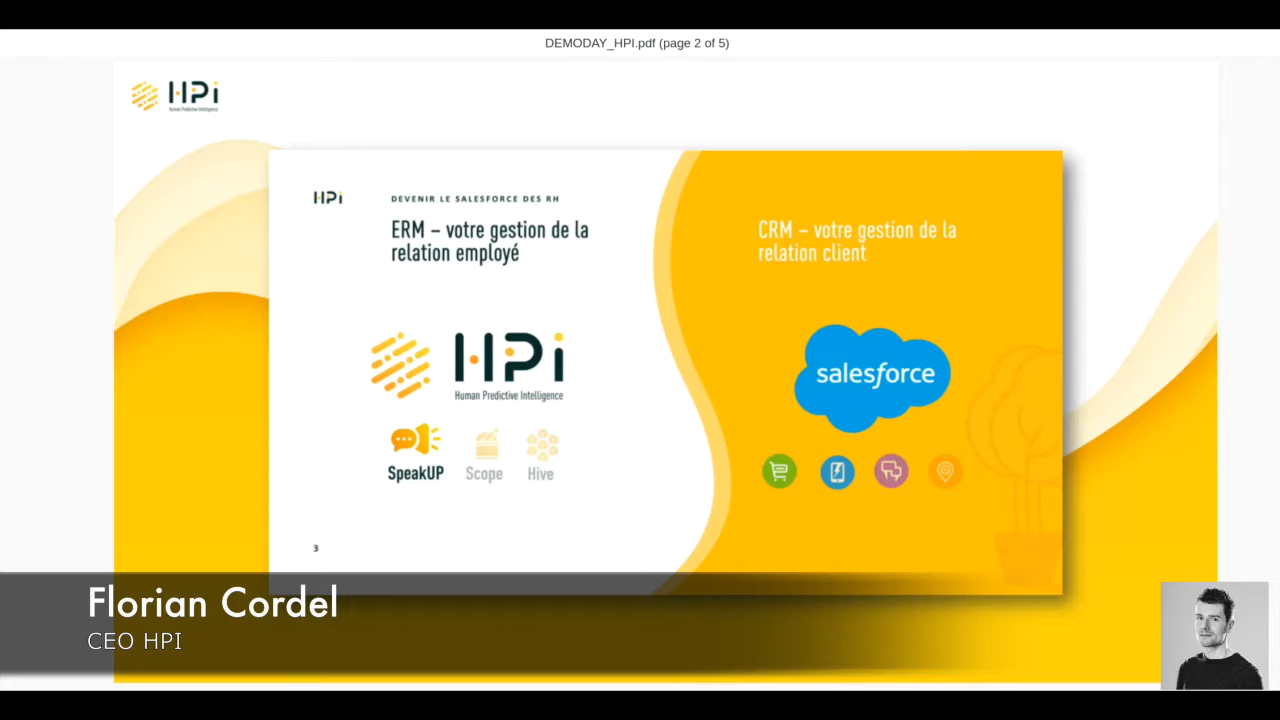 DEMODAY_HPI.pdf (page 2 of 5)
HPi
Human Predictive Intelligence
HPi
DEVENIR LE SALESFORCE DES RH
ERM – votre gestion de la
relation employé
CRM – votre gestion de la
relation client
HPi
Human Predictive Intelligence
salesforce
SpeakUP
Scope
Hive
3
Florian Cordel
CEO HPI